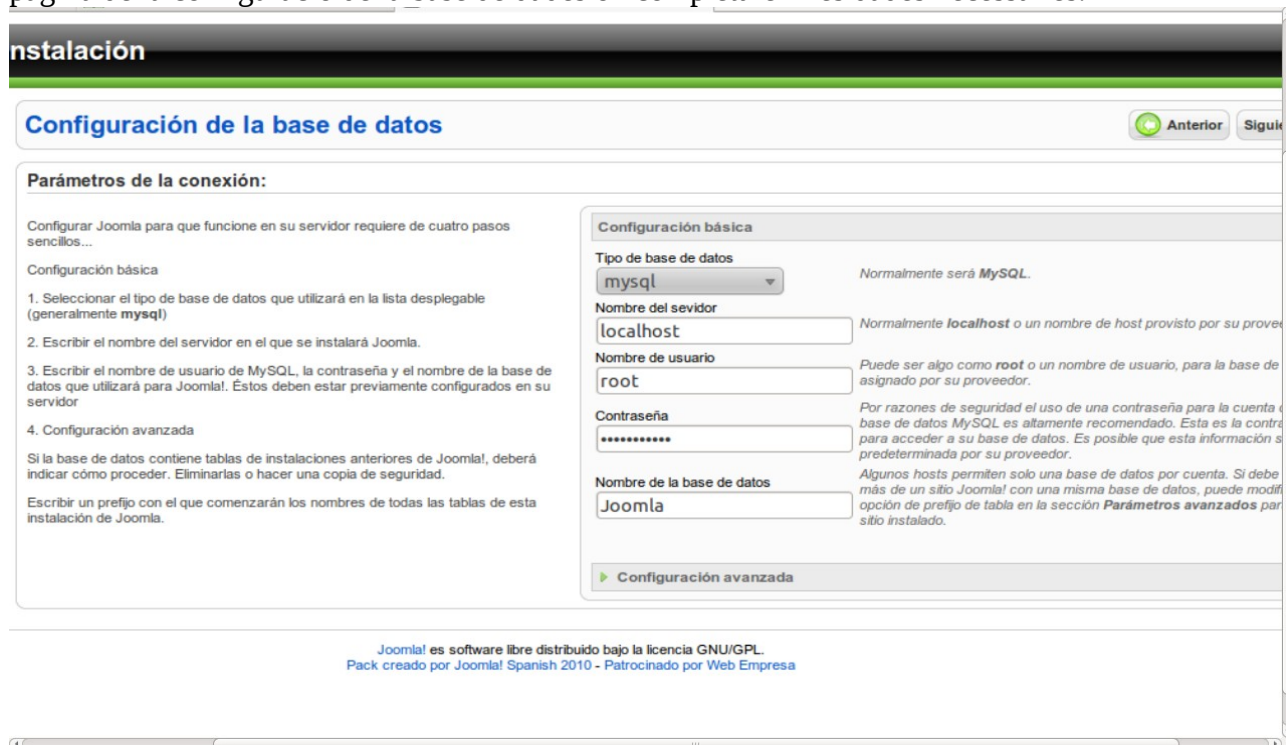 nstalación
Configuración de la base de datos
Anterior
Siguie
Parámetros de la conexión:
Configurar Joomla para que funcione en su servidor requiere de cuatro pasos
sencillos...
Configuración básica
1. Seleccionar el tipo de base de datos que utilizará en la lista desplegable
(generalmente mysql)
2. Escribir el nombre del servidor en el que se instalará Joomla.
3. Escribir el nombre de usuario de MySQL, la contraseña y el nombre de la base de
datos que utilizará para Joomla!. Éstos deben estar previamente configurados en su
servidor
4. Configuración avanzada
Si la base de datos contiene tablas de instalaciones anteriores de Joomla!, deberá
indicar cómo proceder. Eliminarlas o hacer una copia de seguridad.
Escribir un prefijo con el que comenzarán los nombres de todas las tablas de esta
instalación de Joomla.
Configuración básica
Tipo de base de datos
mysql
Normalmente será MySQL.
Nombre del sevidor
localhost
Normalmente localhost o un nombre de host provisto por su provee
Nombre de usuario
root
Puede ser algo como root o un nombre de usuario, para la base de
asignado por su proveedor.
Contraseña
•••••••••••
Por razones de seguridad el uso de una contraseña para la cuenta
base de datos MySQL es altamente recomendado. Esta es la contra
para acceder a su base de datos. Es posible que esta información s
predeterminada por su proveedor.
Nombre de la base de datos
Joomla
Algunos hosts permiten solo una base de datos por cuenta. Si debe
más de un sitio Joomla! con una misma base de datos, puede modifi
opción de prefijo de tabla en la sección Parámetros avanzados par
sitio instalado.
Configuración avanzada
Joomla! es software libre distribuido bajo la licencia GNU/GPL.
Pack creado por Joomla! Spanish 2010 - Patrocinado por Web Empresa